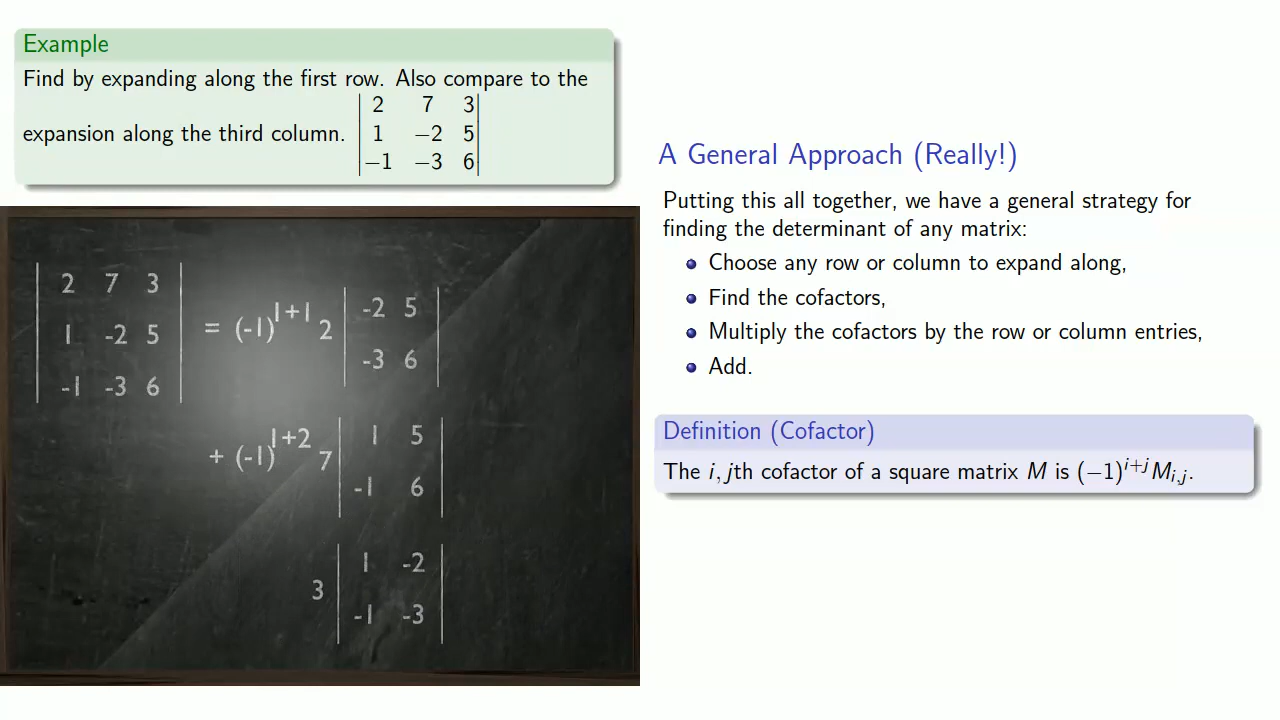 Example
Find by expanding along the first row. Also compare to the
2 7 3
expansion along the third column. 1 −2 5
−1 −3 6
2 7 3
1 -2 5
-1 -3 6
= (-1)^{1+1} 2
-2 5
-3 6
+ (-1)^{1+2} 7
1 5
-1 6
3
1 -2
-1 -3
A General Approach (Really!)
Putting this all together, we have a general strategy for
finding the determinant of any matrix:
Choose any row or column to expand along,
Find the cofactors,
Multiply the cofactors by the row or column entries,
Add.
Definition (Cofactor)
The i, jth cofactor of a square matrix M is (−1)^{i+j} M_{i,j}.